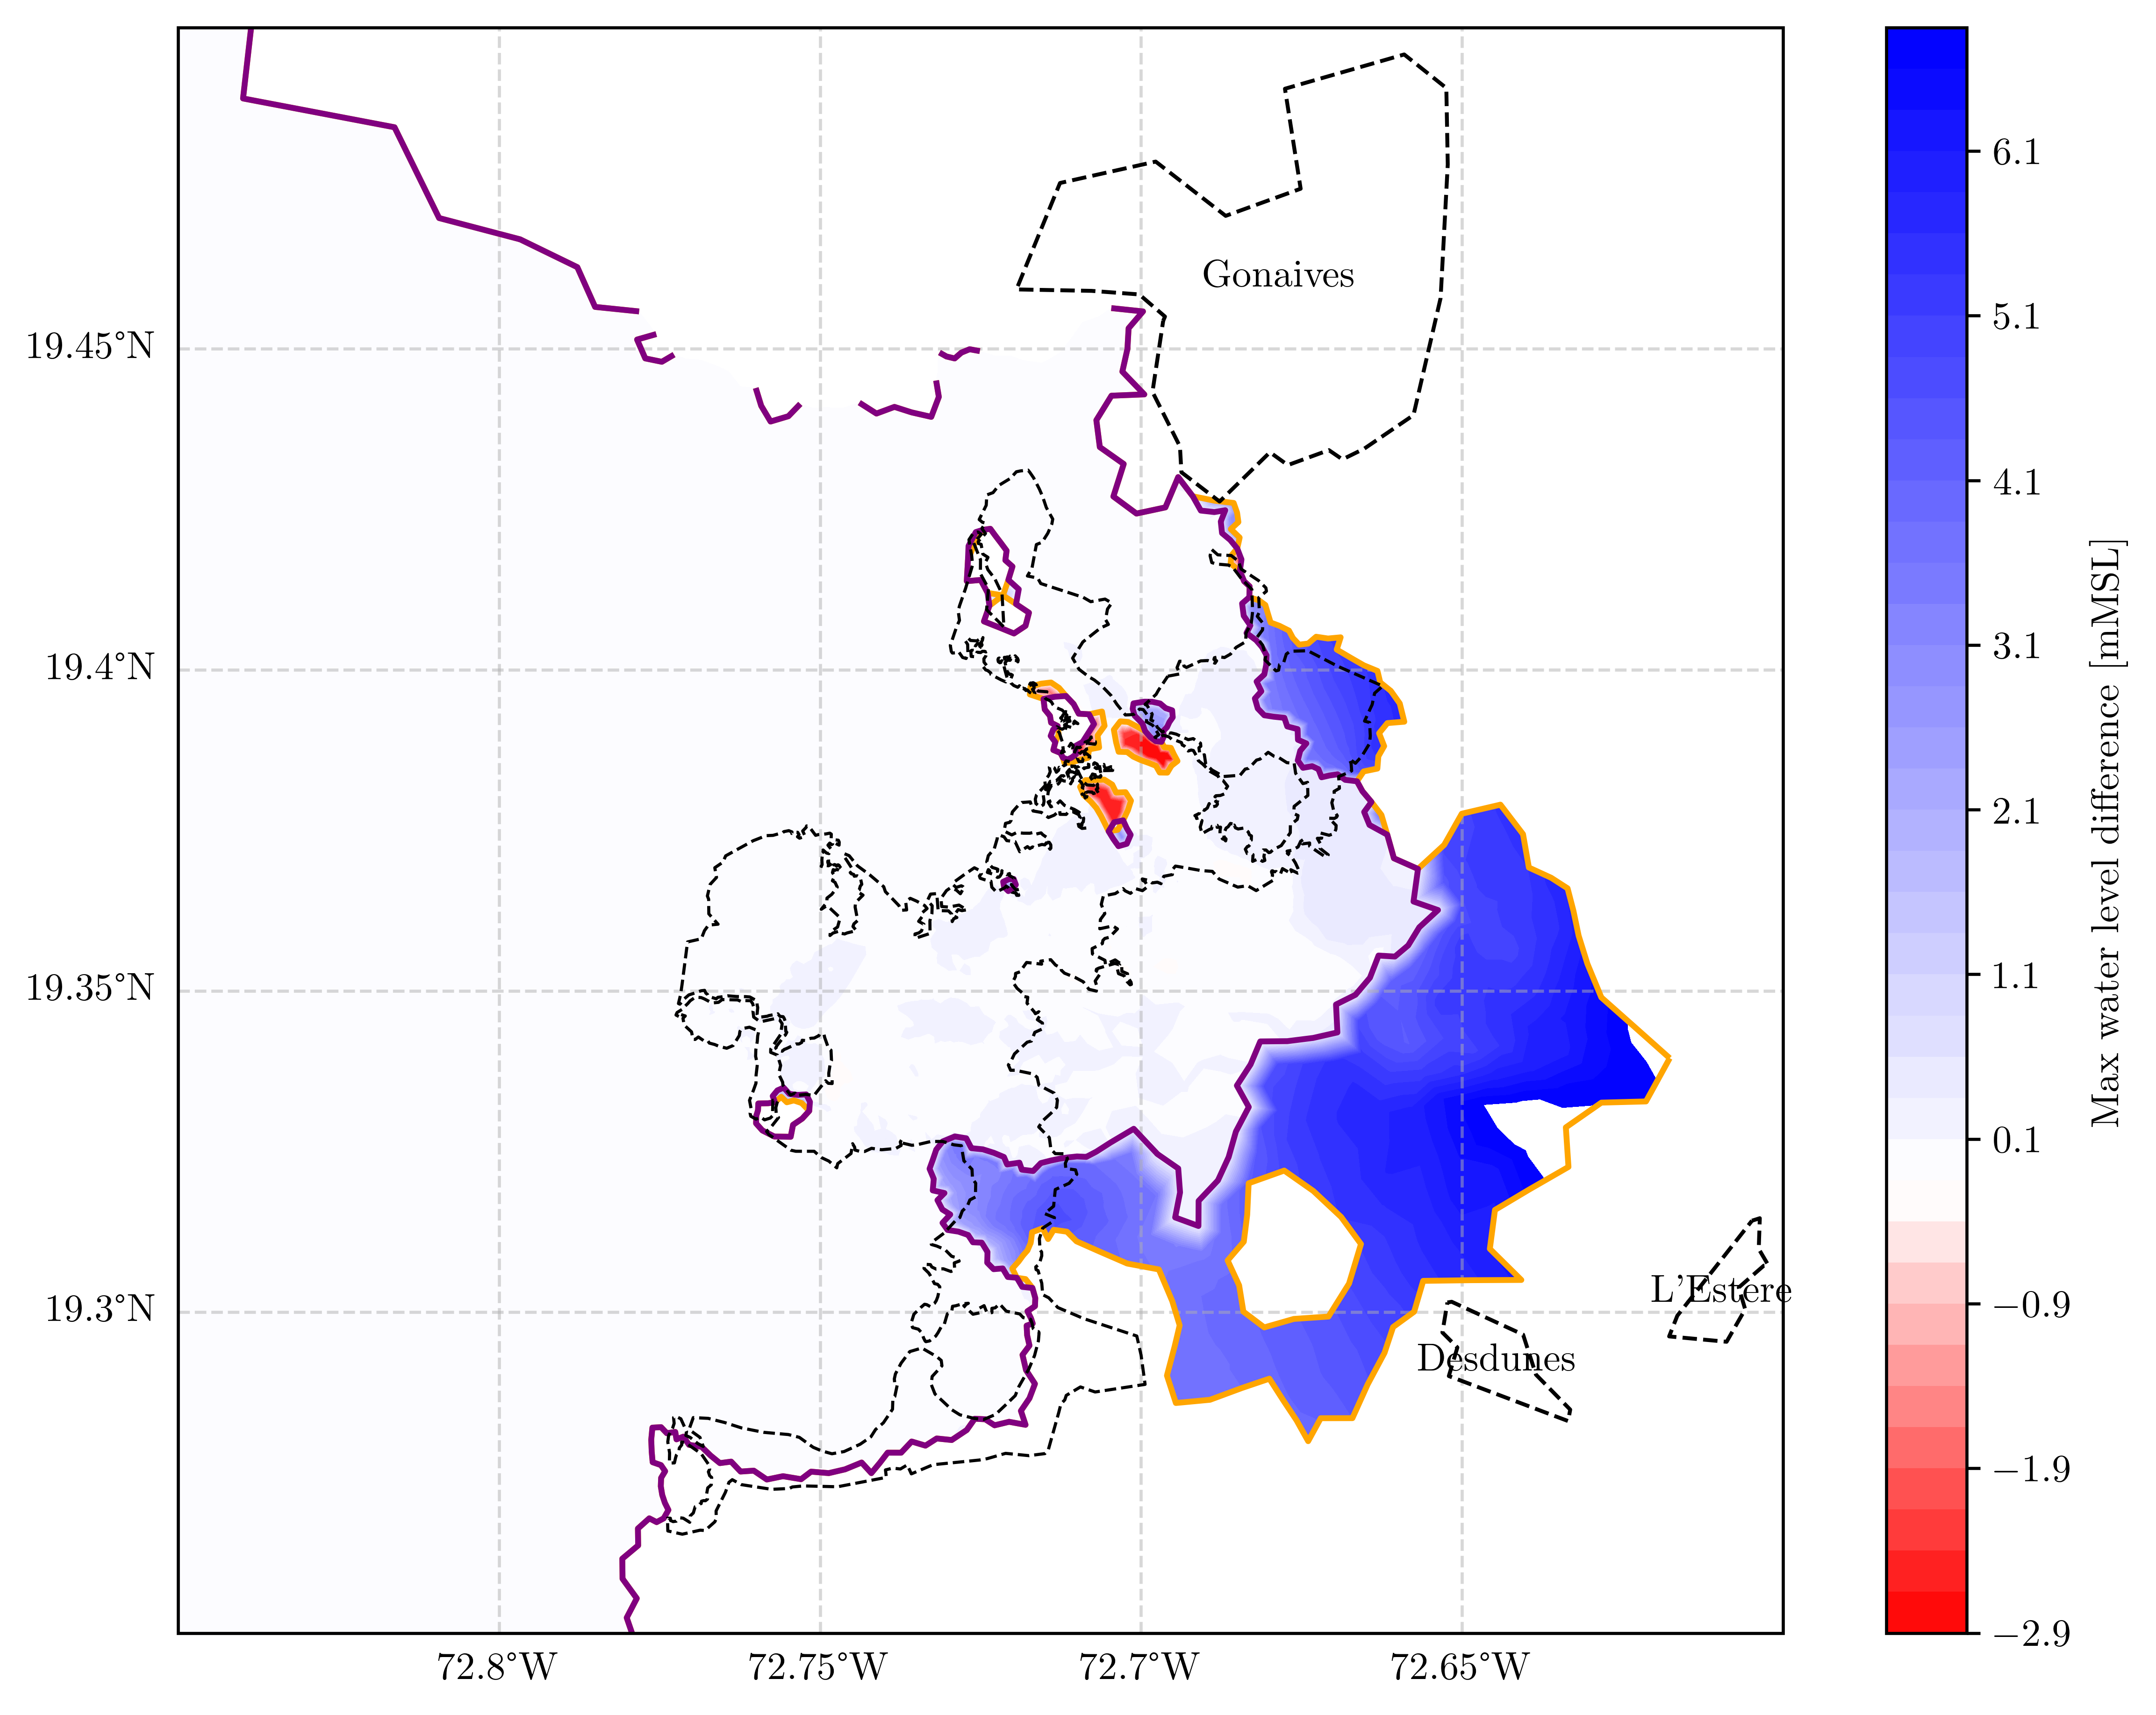 Gonaives
L'Estere
Desdunes
19.45°N
19.4°N
19.35°N
19.3°N
72.8°W
72.75°W
72.7°W
72.65°W
6.1
5.1
4.1
3.1
2.1
1.1
0.1
−0.9
−1.9
−2.9
Max water level difference [mMSL]